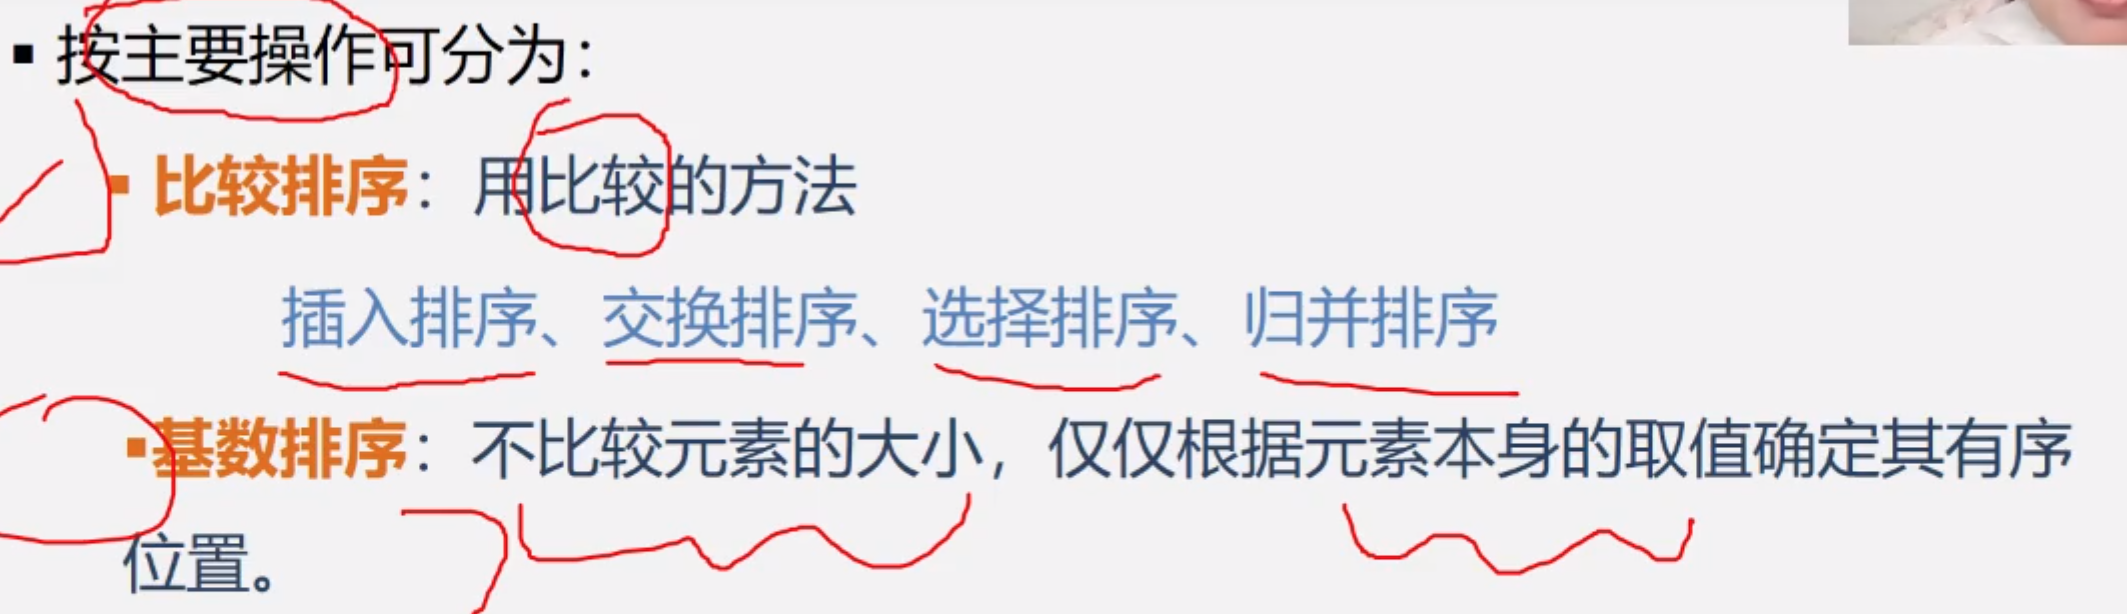 ▪ 按主要操作可分为：
▪ 比较排序：用比较的方法
插入排序、交换排序、选择排序、归并排序
▪基数排序：不比较元素的大小，仅仅根据元素本身的取值确定其有序
位置。